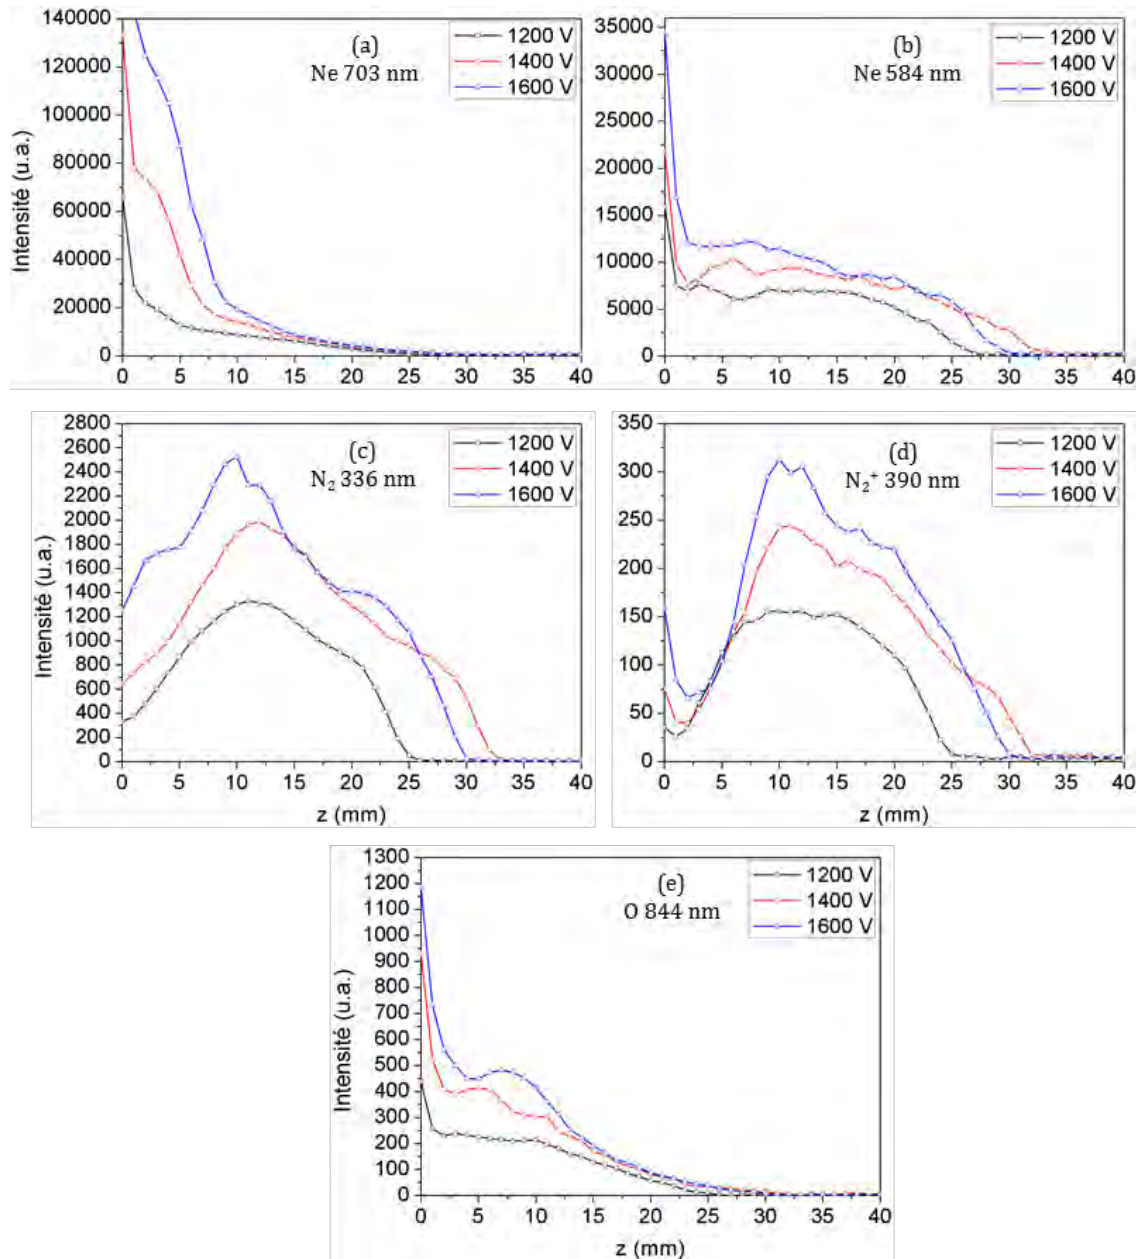 140000
120000
100000
80000
60000
40000
20000
0
Intensité (u.a.)
(a)
Ne 703 nm
1200 V
1400 V
1600 V
0 5 10 15 20 25 30 35 40
35000
30000
25000
20000
15000
10000
5000
0
(b)
Ne 584 nm
1200 V
1400 V
1600 V
0 5 10 15 20 25 30 35 40
2800
2600
2400
2200
2000
1800
1600
1400
1200
1000
800
600
400
200
0
Intensité (u.a.)
(c)
N₂ 336 nm
1200 V
1400 V
1600 V
0 5 10 15 20 25 30 35 40
z (mm)
350
300
250
200
150
100
50
0
(d)
N₂⁺ 390 nm
1200 V
1400 V
1600 V
0 5 10 15 20 25 30 35 40
z (mm)
1300
1200
1100
1000
900
800
700
600
500
400
300
200
100
0
Intensité (u.a.)
(e)
O 844 nm
1200 V
1400 V
1600 V
0 5 10 15 20 25 30 35 40
z (mm)